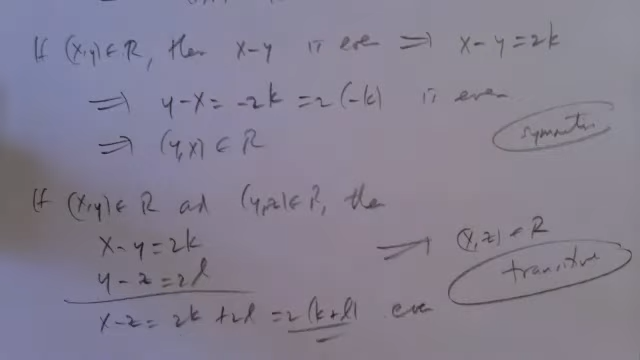 If (x,y) ∈ R, then x-y is even ⟹ x-y = 2k
⟹ y-x = -2k = 2(-k) is even
symmetric
⟹ (y,x) ∈ R
If (x,y) ∈ R and (y,z) ∈ R, then
x-y = 2k
⟹ (x,z) ∈ R
y-z = 2l
transitive
x-z = 2k+2l = 2(k+l) even